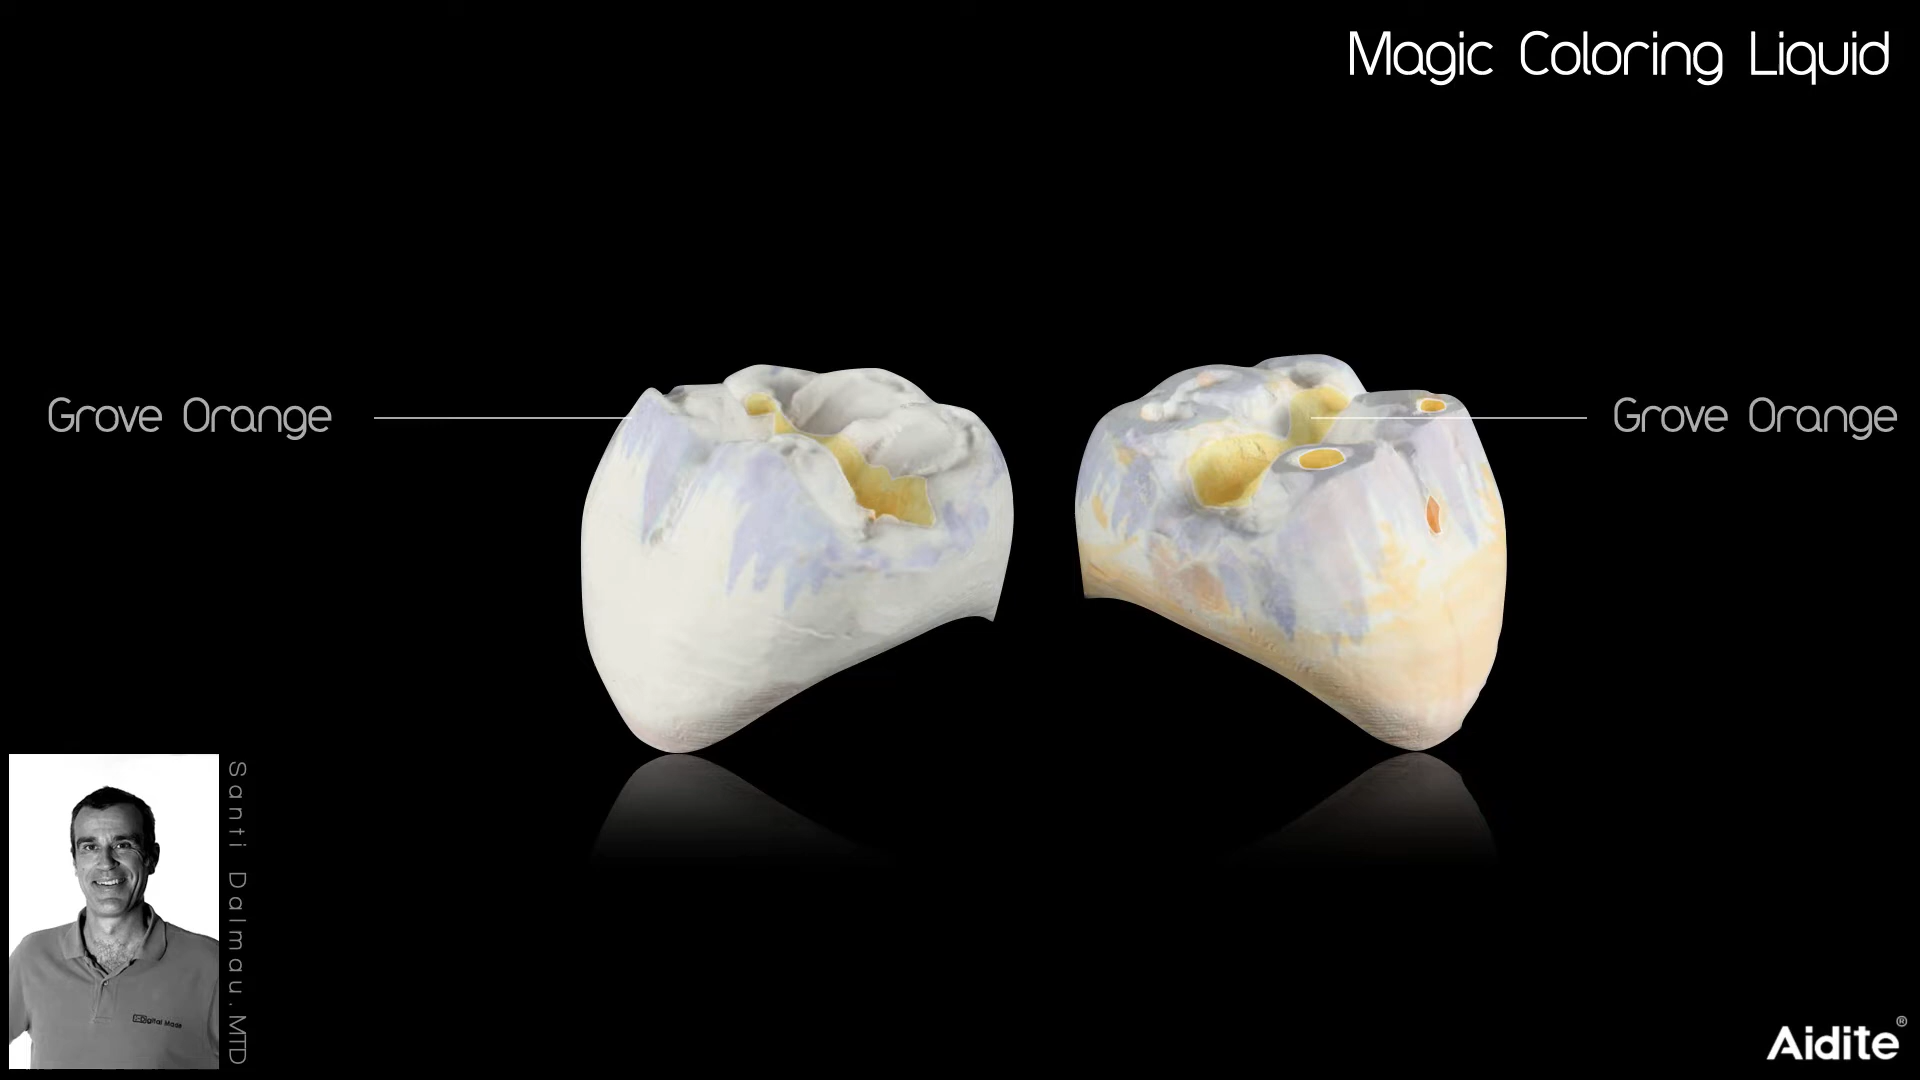 Magic Coloring Liquid
Grove Orange
Grove Orange
Santi Dalmau.MTD
Aidite®